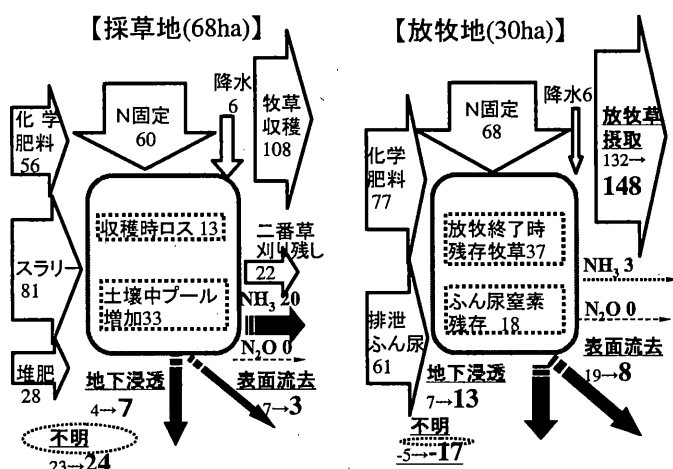 【採草地(68ha)】
化 学
肥料
56
N固定
60
降水
6
牧草
収穫
108
スラリー
81
堆肥
28
収穫時ロス 13
土壌中プール
増加33
二番草
刈り残し
22
NH₃ 20
N₂O 0
地下浸透
4→7
表面流去
7→3
不明
23→24
【放牧地(30ha)】
化学
肥料
77
N固定
68
降水6
放牧草
摂取
132→
148
排泄
ふん尿
61
放牧終了時
残存牧草37
ふん尿窒素
残存 18
NH₃ 3
N₂O 0
地下浸透
7→13
表面流去
19→8
不明
-5→-17